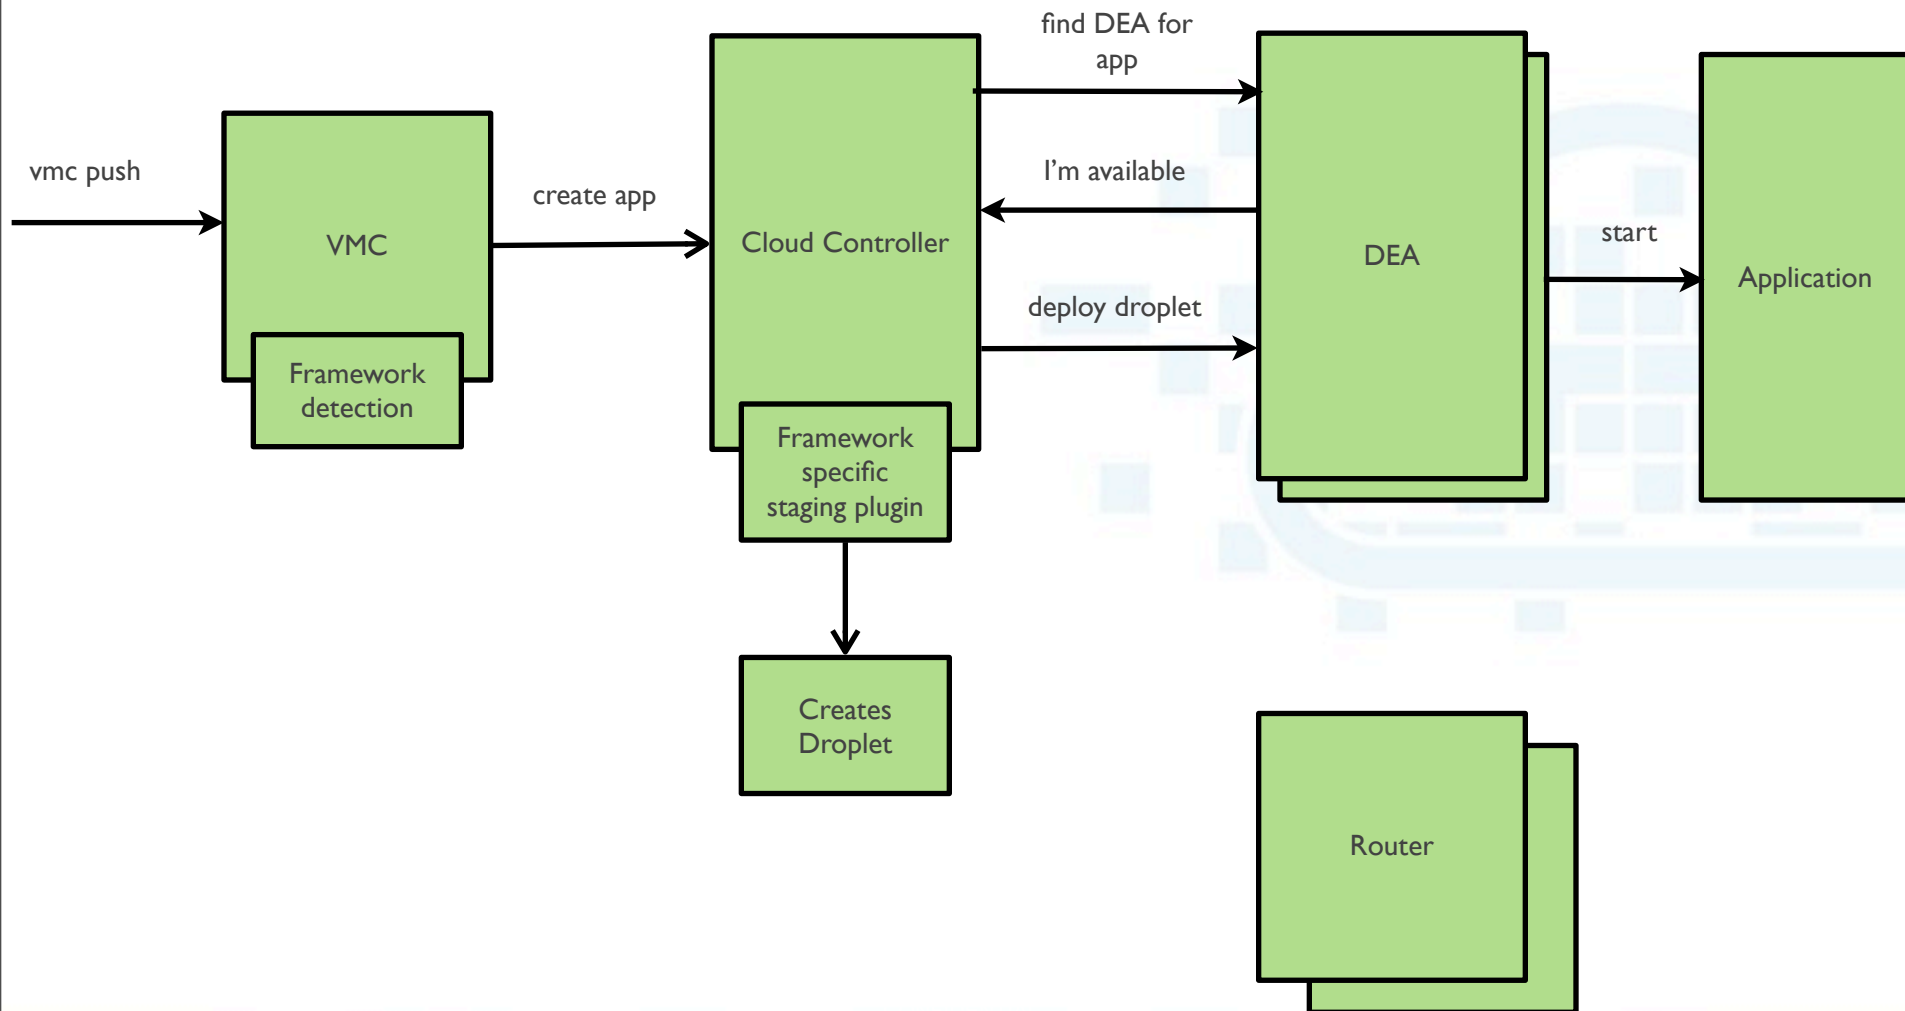 find DEA for
app
vmc push
create app
I'm available
VMC
Cloud Controller
DEA
start
Application
deploy droplet
Framework
detection
Framework
specific
staging plugin
Creates
Droplet
Router